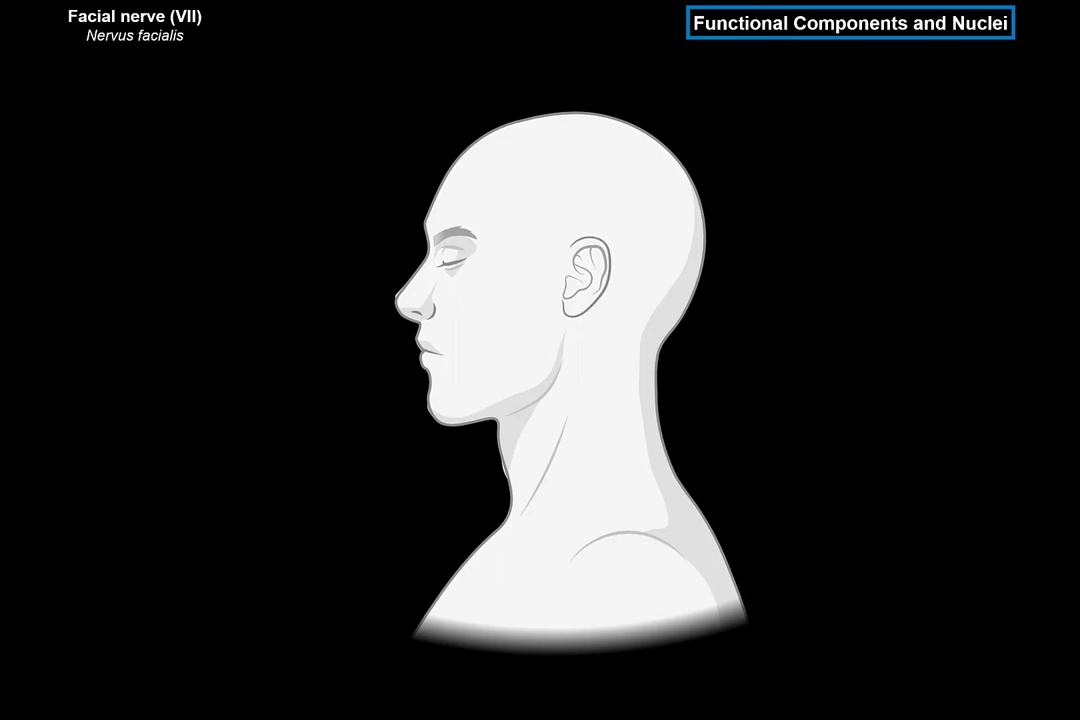 Facial nerve (VII)
Nervus facialis
Functional Components and Nuclei